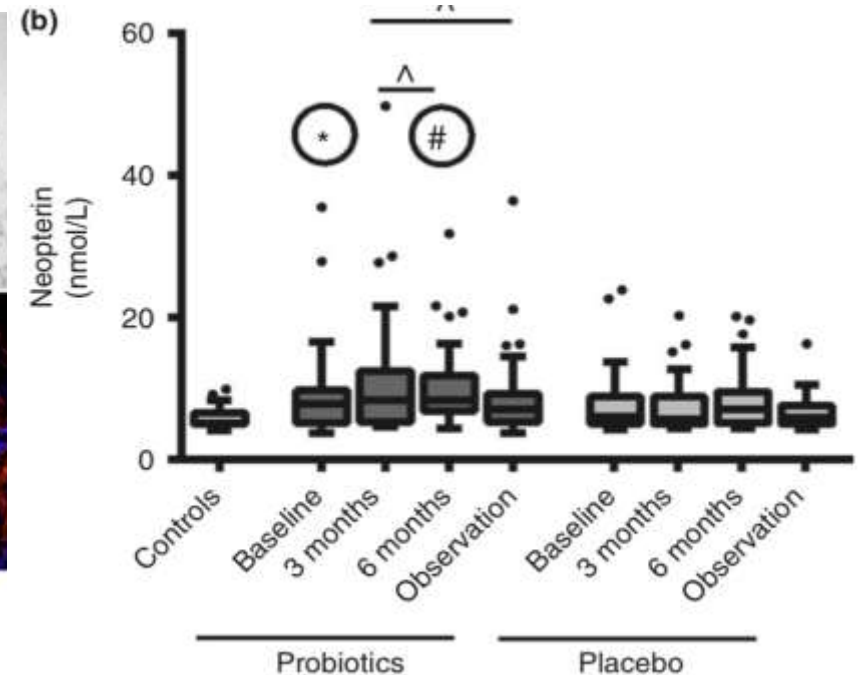 (b)
^
60
^
*
#
40
20
0
Neopterin
(nmol/L)
Controls
Baseline
3 months
6 months
Observation
Baseline
3 months
6 months
Observation
Probiotics
Placebo